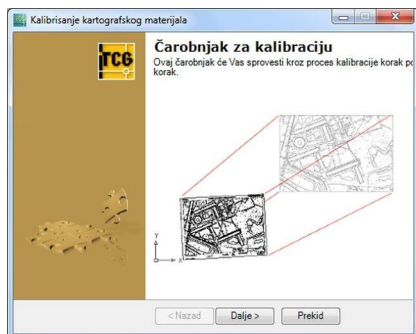 Kalibrisanje kartografskog materijala
TCG
Čarobnjak za kalibraciju
Ovaj čarobnjak će Vas sprovesti kroz proces kalibracije korak po
korak.
Y
X
< Nazad
Dalje >
Prekid